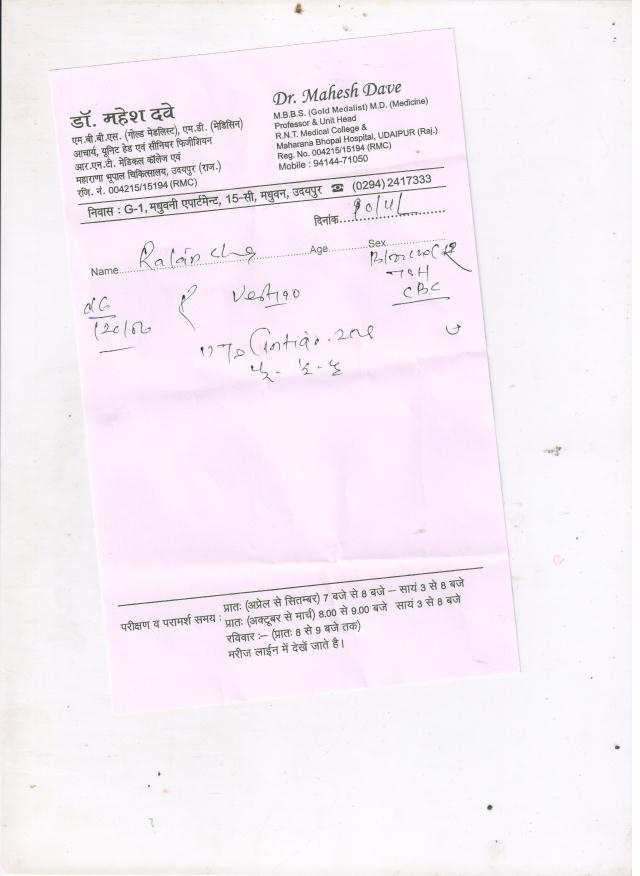 डॉ. महेश दवे
एम.बी.बी.एस. (गोल्ड मेडलिस्ट), एम.डी. (मेडिसिन)
आचार्य, यूनिट हेड एवं सीनियर फिजीशियन
आर.एन.टी. मेडिकल कॉलेज एवं
महाराणा भूपाल चिकित्सालय, उदयपुर (राज.)
रजि. नं. 004215/15194 (RMC)
Dr. Mahesh Dave
M.B.B.S. (Gold Medalist) M.D. (Medicine)
Professor & Unit Head
R.N.T. Medical College &
Maharana Bhopal Hospital, UDAIPUR (Raj.)
Reg. No. 004215/15194 (RMC)
Mobile : 94144-71050
निवास : G-1, मधुवनी एपार्टमेन्ट, 15-सी, मधुवन, उदयपुर ☎ (0294) 2417333
दिनांक
Name Age Sex
Vertigo
CBC
परीक्षण व परामर्श समय : प्रातः (अप्रेल से सितम्बर) 7 बजे से 8 बजे – सायं 3 से 8 बजे
प्रातः (अक्टूबर से मार्च) 8.00 से 9.00 बजे सायं 3 से 8 बजे
रविवार :– (प्रातः 8 से 9 बजे तक)
मरीज लाईन में देखें जाते है।